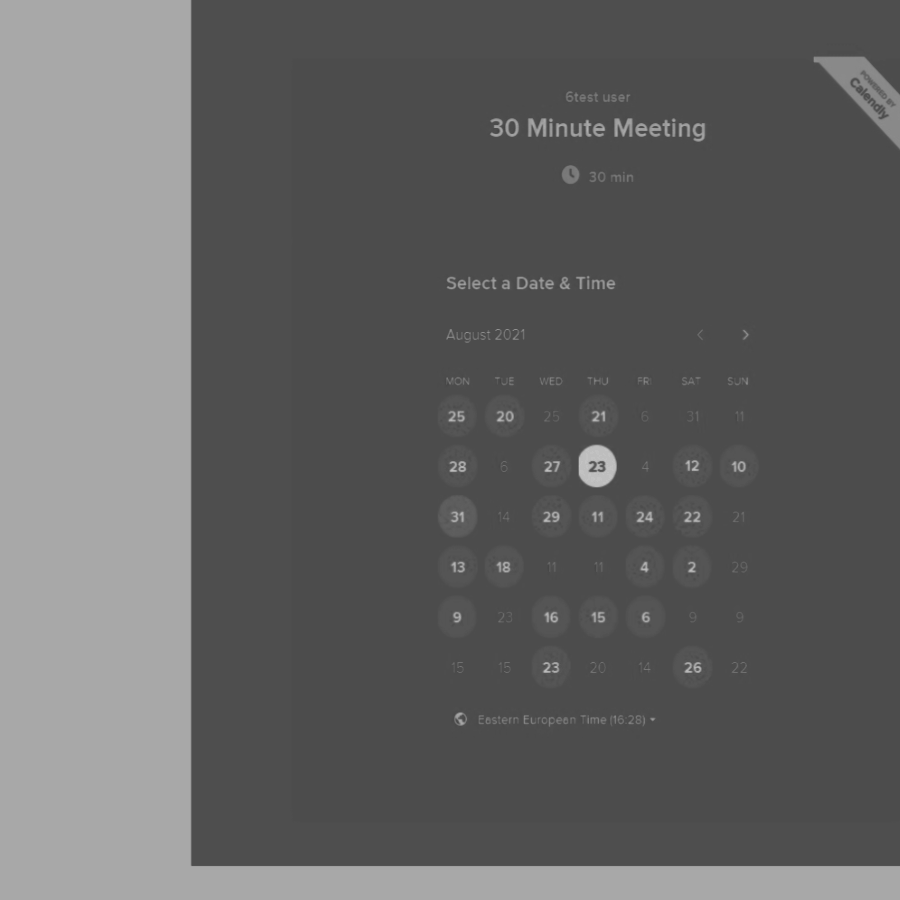 POWERED BY
Calendly
6test user
30 Minute Meeting
30 min
Select a Date & Time
August 2021
MON TUE WED THU FRI SAT SUN
25 20 25 21 6 31 11
28 6 27 23 4 12 10
31 14 29 11 24 22 21
13 18 11 11 4 2 29
9 23 16 15 6 9 9
15 15 23 20 14 26 22
Eastern European Time (16:28)